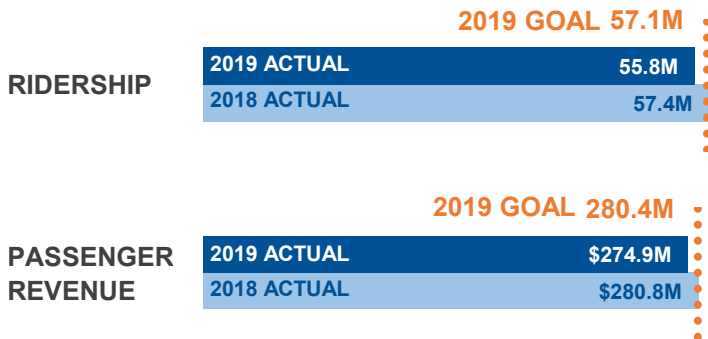 2019 GOAL 57.1M
RIDERSHIP
2019 ACTUAL 55.8M
2018 ACTUAL 57.4M
2019 GOAL 280.4M
PASSENGER
REVENUE
2019 ACTUAL $274.9M
2018 ACTUAL $280.8M